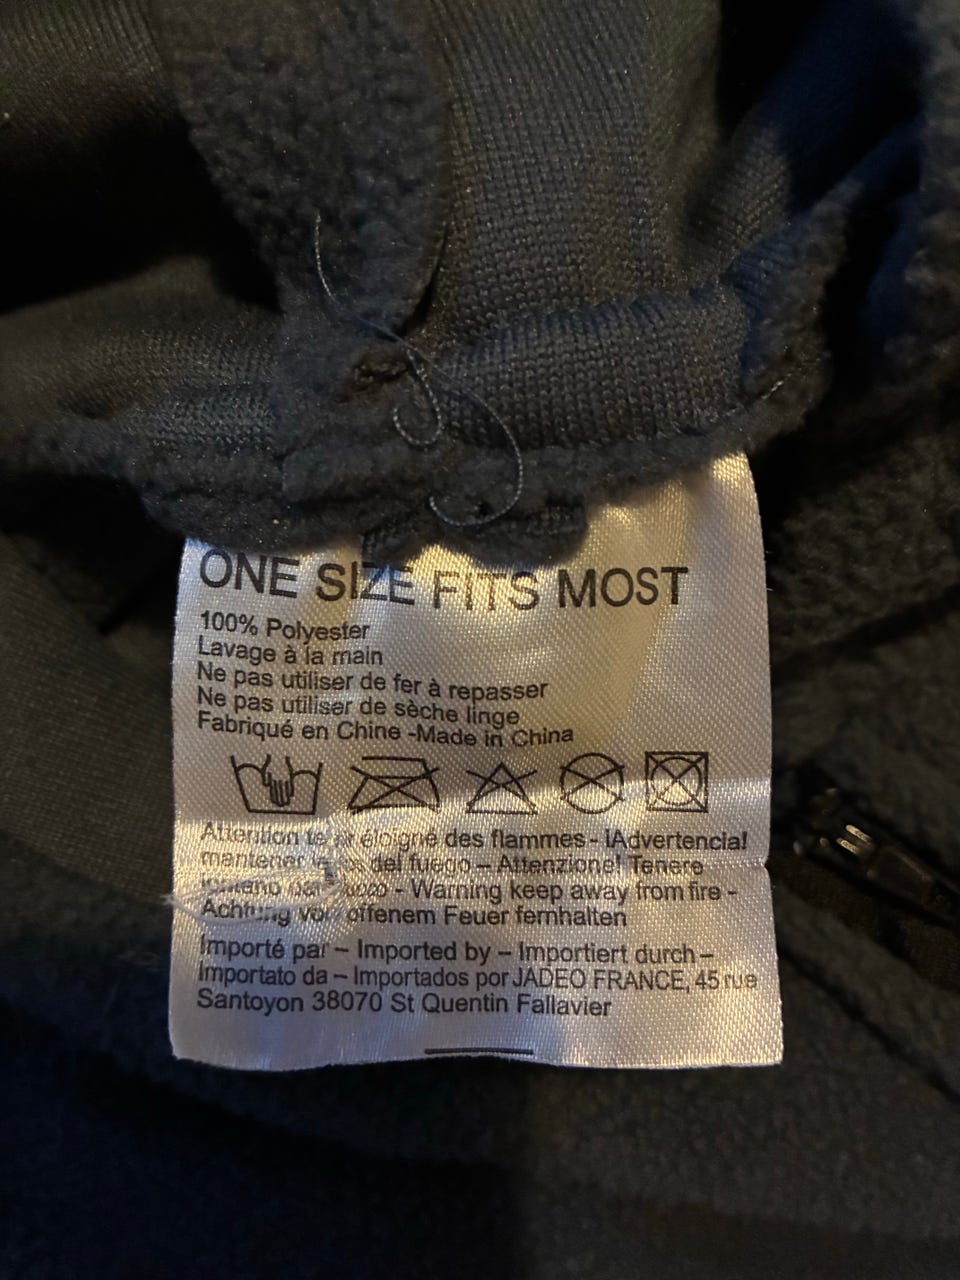 ONE SIZE FITS MOST
100% Polyester
Lavage à la main
Ne pas utiliser de fer à repasser
Ne pas utiliser de sèche linge
Fabriqué en Chine -Made in China
Attention éloigné des flammes - ¡Advertencia!
mantener del fuego – Attenzione! Tenere
lontano - Warning keep away from fire -
Achtung offenem Feuer fernhalten
Importé par – Imported by – Importiert durch –
Importato da – Importados por JADEO FRANCE, 45 rue
Santoyon 38070 St Quentin Fallavier